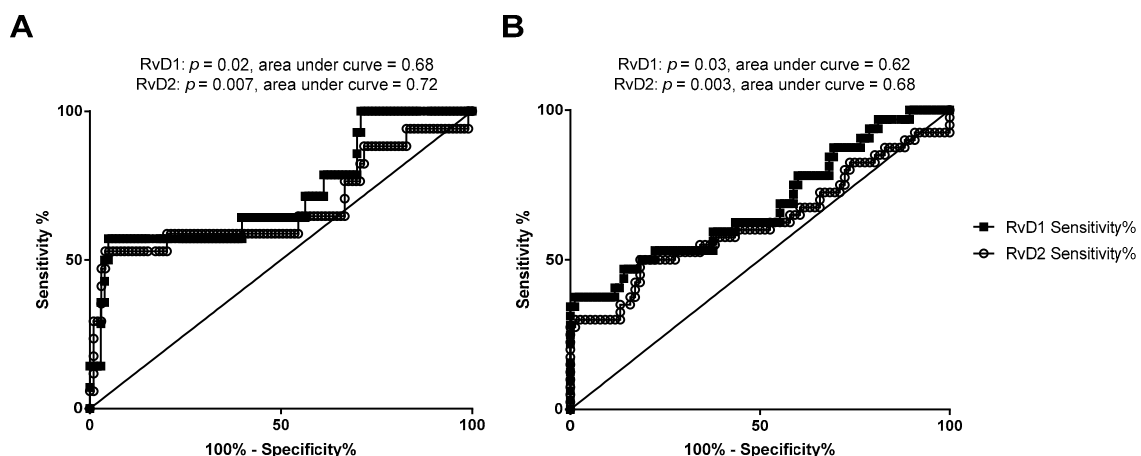 A
RvD1: p = 0.02, area under curve = 0.68
RvD2: p = 0.007, area under curve = 0.72
100
50
0
Sensitivity %
0
50
100
100% - Specificity%
B
RvD1: p = 0.03, area under curve = 0.62
RvD2: p = 0.003, area under curve = 0.68
100
50
0
Sensitivity %
0
50
100
100% - Specificity%
RvD1 Sensitivity%
RvD2 Sensitivity%